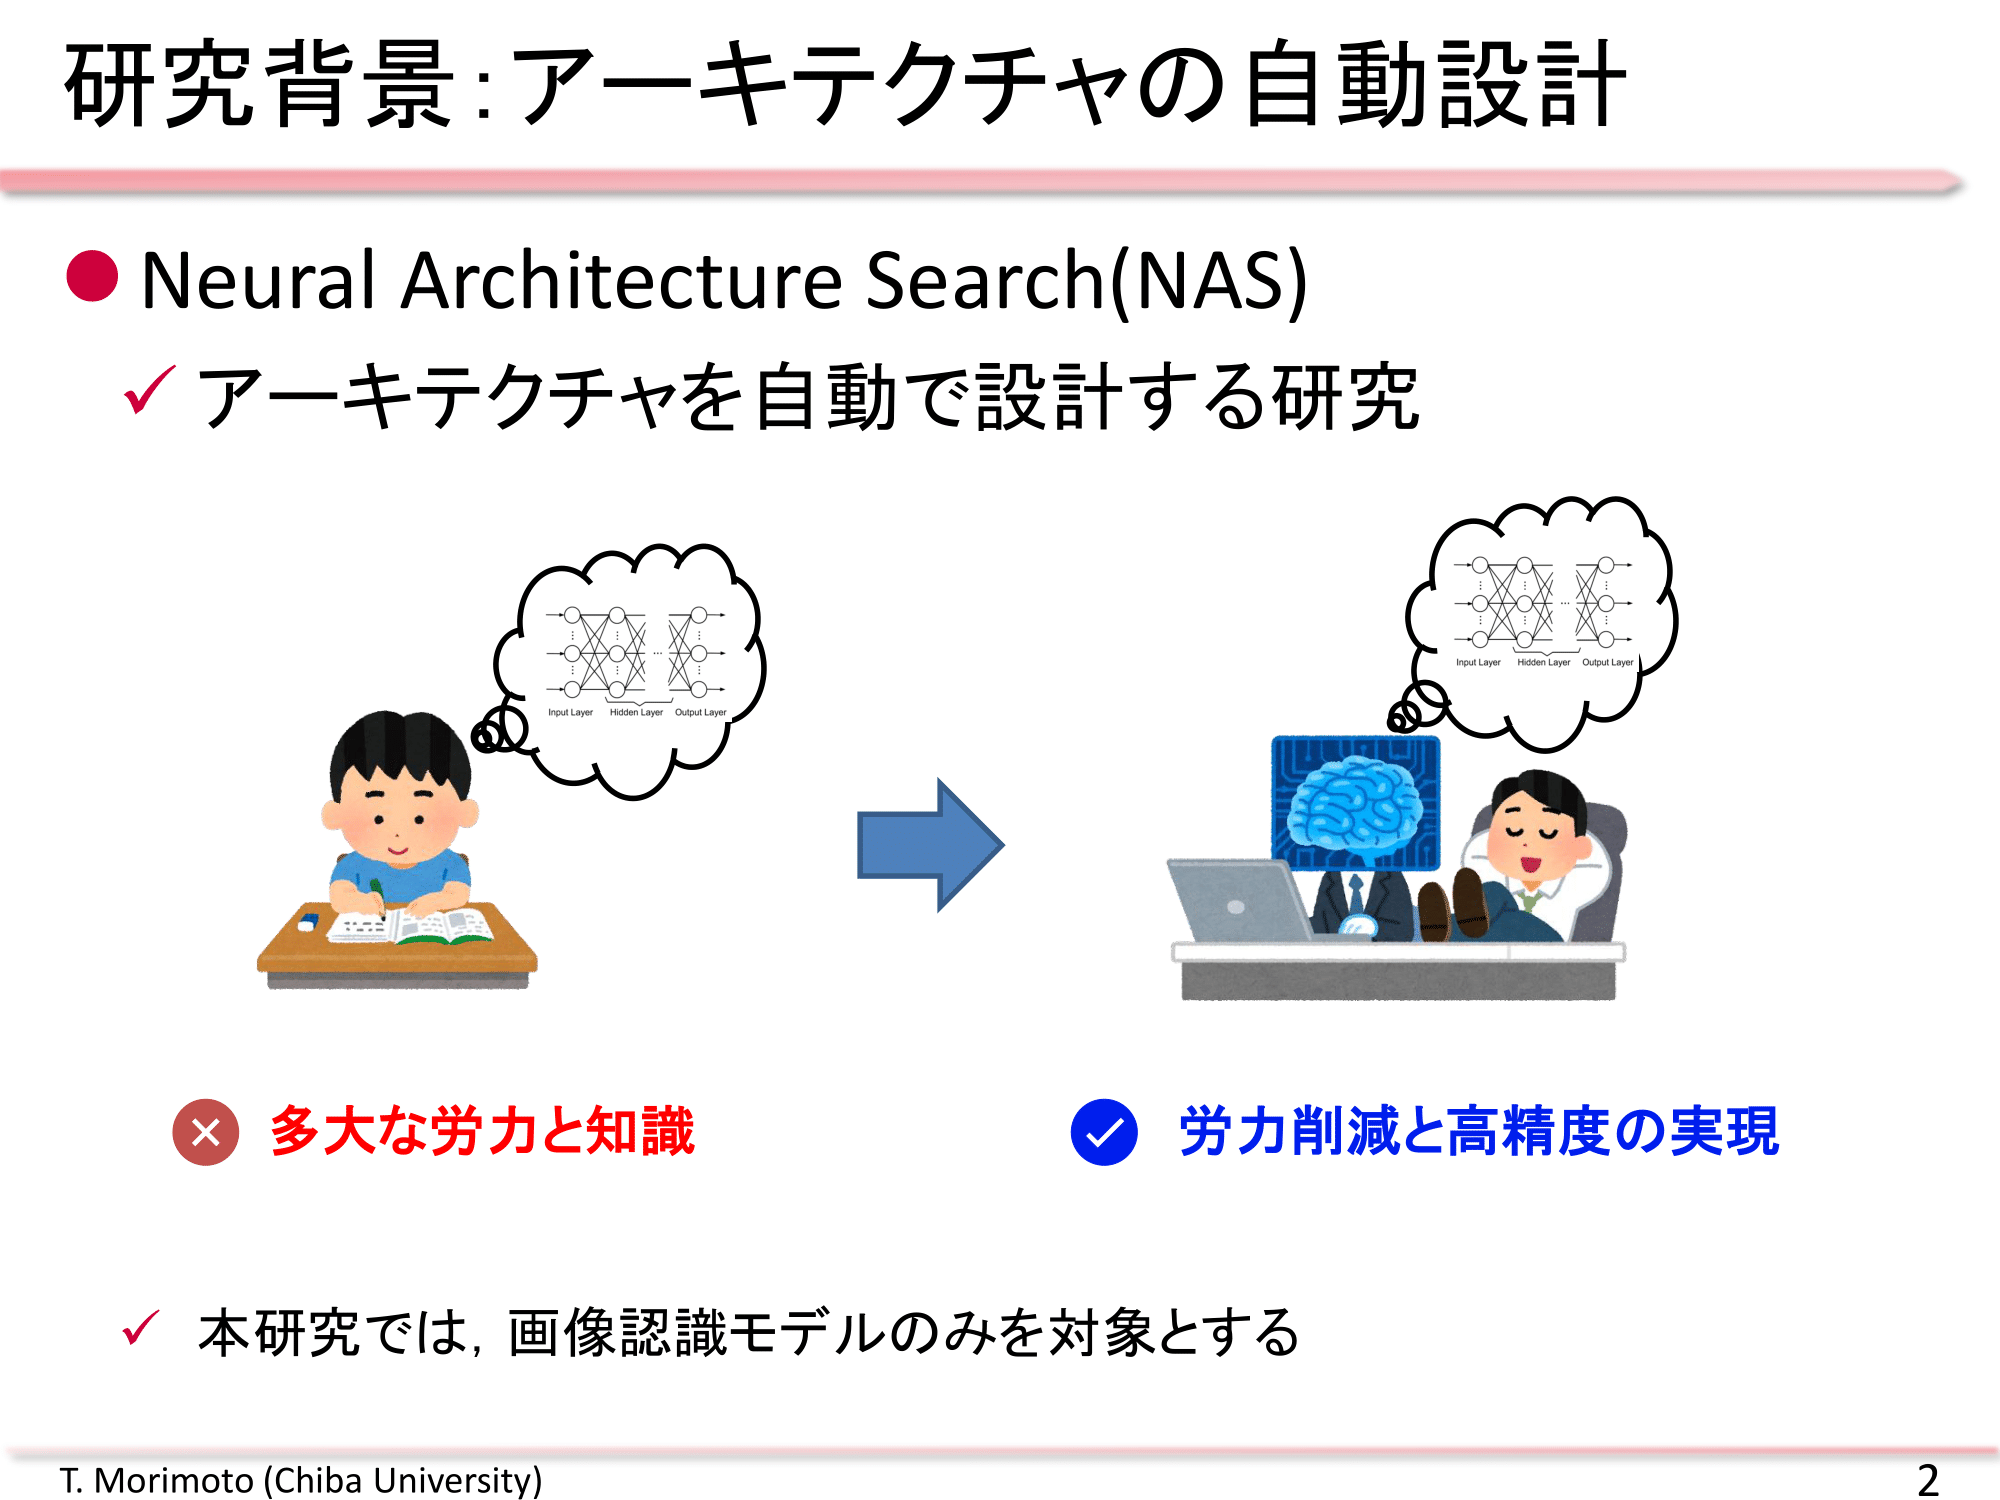 研究背景：アーキテクチャの自動設計
Neural Architecture Search(NAS)
アーキテクチャを自動で設計する研究
Input Layer Hidden Layer Output Layer
Input Layer Hidden Layer Output Layer
多大な労力と知識
労力削減と高精度の実現
本研究では，画像認識モデルのみを対象とする
T. Morimoto (Chiba University)
2